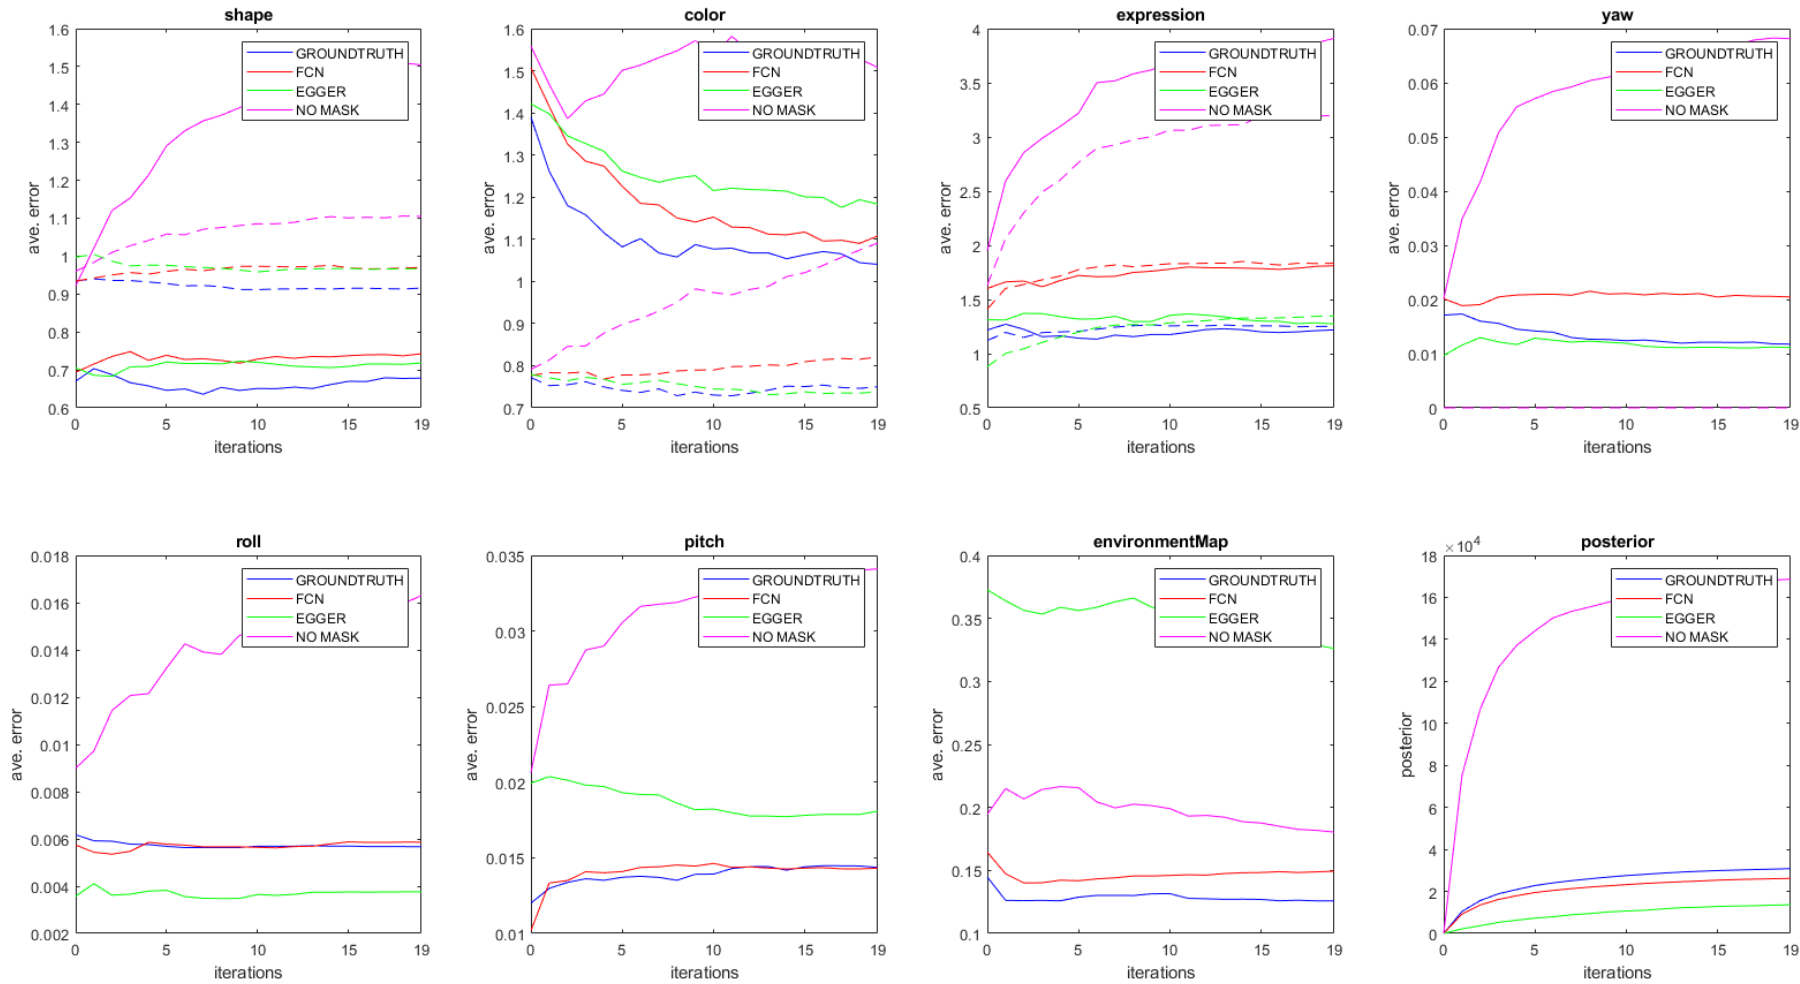 shape
1.6
1.5
1.4
1.3
1.2
1.1
1
0.9
0.8
0.7
0.6
ave. error
0 5 10 15 19
iterations
GROUNDTRUTH
FCN
EGGER
NO MASK
color
1.6
1.5
1.4
1.3
1.2
1.1
1
0.9
0.8
0.7
ave. error
0 5 10 15 19
iterations
GROUNDTRUTH
FCN
EGGER
NO MASK
expression
4
3.5
3
2.5
2
1.5
1
0.5
ave. error
0 5 10 15 19
iterations
GROUNDTRUTH
FCN
EGGER
NO MASK
yaw
0.07
0.06
0.05
0.04
0.03
0.02
0.01
0
ave. error
0 5 10 15 19
iterations
GROUNDTRUTH
FCN
EGGER
NO MASK
roll
0.018
0.016
0.014
0.012
0.01
0.008
0.006
0.004
0.002
ave. error
0 5 10 15 19
iterations
GROUNDTRUTH
FCN
EGGER
NO MASK
pitch
0.035
0.03
0.025
0.02
0.015
0.01
ave. error
0 5 10 15 19
iterations
GROUNDTRUTH
FCN
EGGER
NO MASK
environmentMap
0.4
0.35
0.3
0.25
0.2
0.15
0.1
ave. error
0 5 10 15 19
iterations
GROUNDTRUTH
FCN
EGGER
NO MASK
posterior
×10⁴
18
16
14
12
10
8
6
4
2
0
posterior
0 5 10 15 19
iterations
GROUNDTRUTH
FCN
EGGER
NO MASK